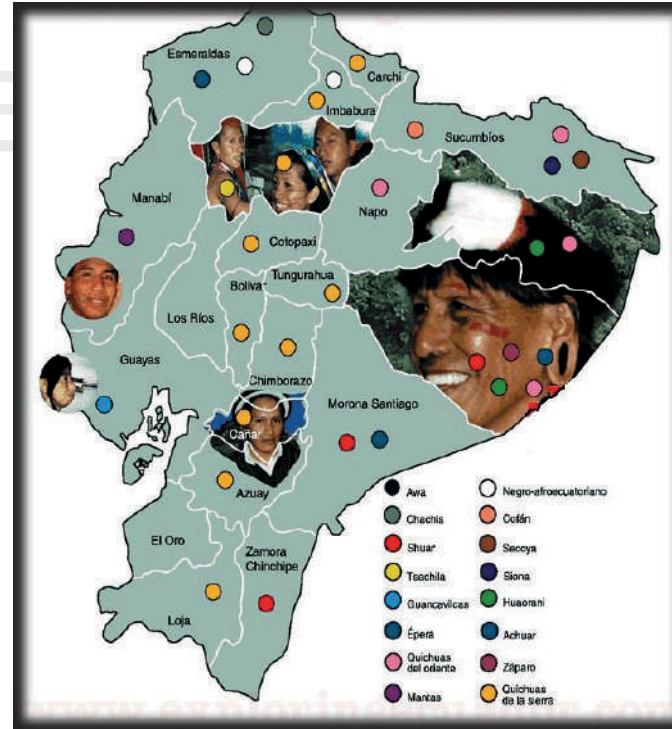 Esmeraldas
Carchi
Imbabura
Sucumbíos
Manabí
Napo
Cotopaxi
Tungurahua
Bolívar
Los Ríos
Guayas
Chimborazo
Morona Santiago
Cañar
Azuay
El Oro
Zamora
Chinchipe
Loja
Awa
Chachis
Shuar
Tsachila
Guancavilcas
Épera
Quichuas
del oriente
Mantas
Negro-afroecuatoriano
Cofán
Secoya
Siona
Huaorani
Achuar
Záparo
Quichuas
de la sierra